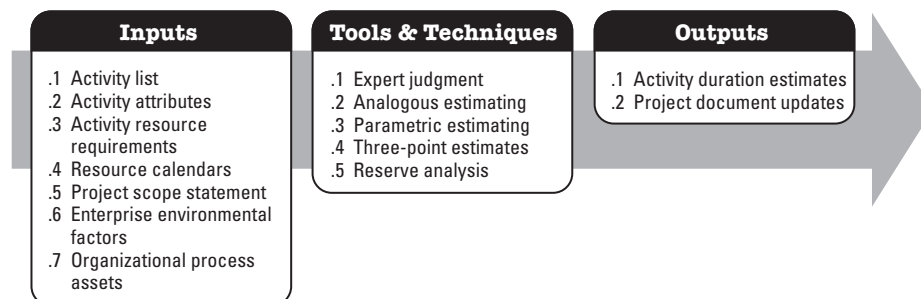 Inputs
.1 Activity list
.2 Activity attributes
.3 Activity resource
requirements
.4 Resource calendars
.5 Project scope statement
.6 Enterprise environmental
factors
.7 Organizational process
assets
Tools & Techniques
.1 Expert judgment
.2 Analogous estimating
.3 Parametric estimating
.4 Three-point estimates
.5 Reserve analysis
Outputs
.1 Activity duration estimates
.2 Project document updates